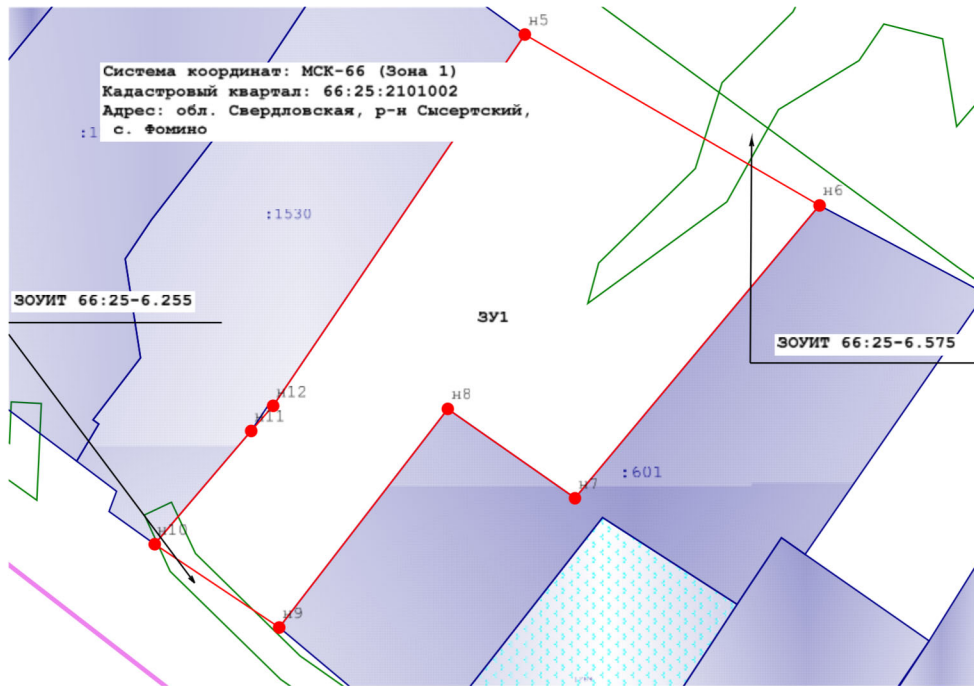 н5
Система координат: МСК-66 (Зона 1)
Кадастровый квартал: 66:25:2101002
Адрес: обл. Свердловская, р-н Сысертский,
с. Фомино
:1
н6
:1530
ЗОУИТ 66:25-6.255
ЗУ1
ЗОУИТ 66:25-6.575
н12
н8
н11
:601
н7
н10
н9